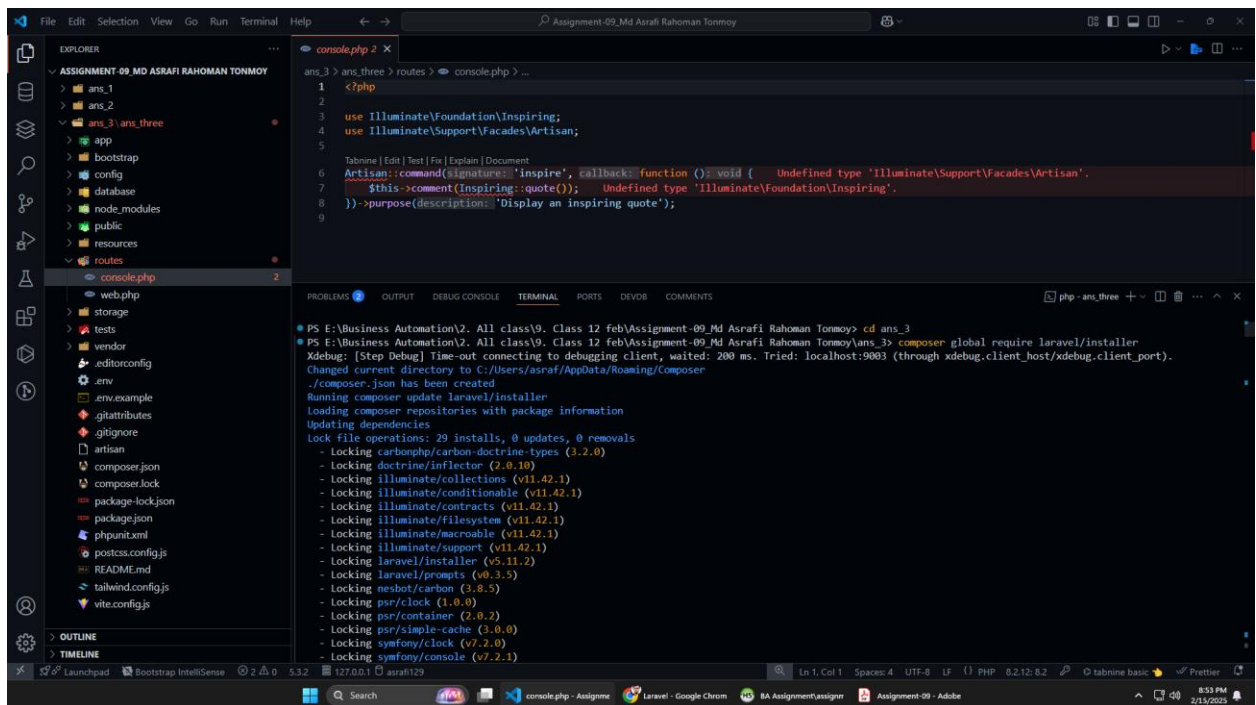 File Edit Selection View Go Run Terminal Help
Assignment-09_Md Asrafi Rahoman Tonmoy
EXPLORER
ASSIGNMENT-09_MD ASRAFI RAHOMAN TONMOY
ans_1
ans_2
ans_3 \ ans_three
app
bootstrap
config
database
node_modules
public
resources
routes
console.php 2
web.php
storage
tests
vendor
.editorconfig
.env
.env.example
.gitattributes
.gitignore
artisan
composer.json
composer.lock
package-lock.json
package.json
phpunit.xml
postcss.config.js
README.md
tailwind.config.js
vite.config.js
OUTLINE
TIMELINE
console.php 2
ans_3 > ans_three > routes > console.php > ...
1 <?php
2
3 use Illuminate\Foundation\Inspiring;
4 use Illuminate\Support\Facades\Artisan;
5
Tabnine | Edit | Test | Fix | Explain | Document
6 Artisan::command(signature: 'inspire', callback: function (): void { Undefined type 'Illuminate\Support\Facades\Artisan'.
7 $this->comment(Inspiring::quote()); Undefined type 'Illuminate\Foundation\Inspiring'.
8 })->purpose(description: 'Display an inspiring quote');
9
PROBLEMS 2 OUTPUT DEBUG CONSOLE TERMINAL PORTS DEVDB COMMENTS
php - ans_three
PS E:\Business Automation\2. All class\9. Class 12 feb\Assignment-09_Md Asrafi Rahoman Tonmoy> cd ans_3
PS E:\Business Automation\2. All class\9. Class 12 feb\Assignment-09_Md Asrafi Rahoman Tonmoy\ans_3> composer global require laravel/installer
Xdebug: [Step Debug] Time-out connecting to debugging client, waited: 200 ms. Tried: localhost:9003 (through xdebug.client_host/xdebug.client_port).
Changed current directory to C:/Users/asraf/AppData/Roaming/Composer
./composer.json has been created
Running composer update laravel/installer
Loading composer repositories with package information
Updating dependencies
Lock file operations: 29 installs, 0 updates, 0 removals
- Locking carbonphp/carbon-doctrine-types (3.2.0)
- Locking doctrine/inflector (2.0.10)
- Locking illuminate/collections (v11.42.1)
- Locking illuminate/conditionable (v11.42.1)
- Locking illuminate/contracts (v11.42.1)
- Locking illuminate/filesystem (v11.42.1)
- Locking illuminate/macroable (v11.42.1)
- Locking illuminate/support (v11.42.1)
- Locking laravel/installer (v5.11.2)
- Locking laravel/prompts (v0.3.5)
- Locking nesbot/carbon (3.8.5)
- Locking psr/clock (1.0.0)
- Locking psr/container (2.0.2)
- Locking psr/simple-cache (3.0.0)
- Locking symfony/clock (v7.2.0)
- Locking symfony/console (v7.2.1)
Launchpad Bootstrap IntelliSense 2 0 5.3.2 127.0.0.1 asrafi129 Ln 1, Col 1 Spaces: 4 UTF-8 LF {} PHP 8.2.12: 8.2 tabnine basic Prettier
Search console.php - Assignme Laravel - Google Chrom BA Assignment\assignr Assignment-09 - Adobe 8:53 PM
2/15/2025